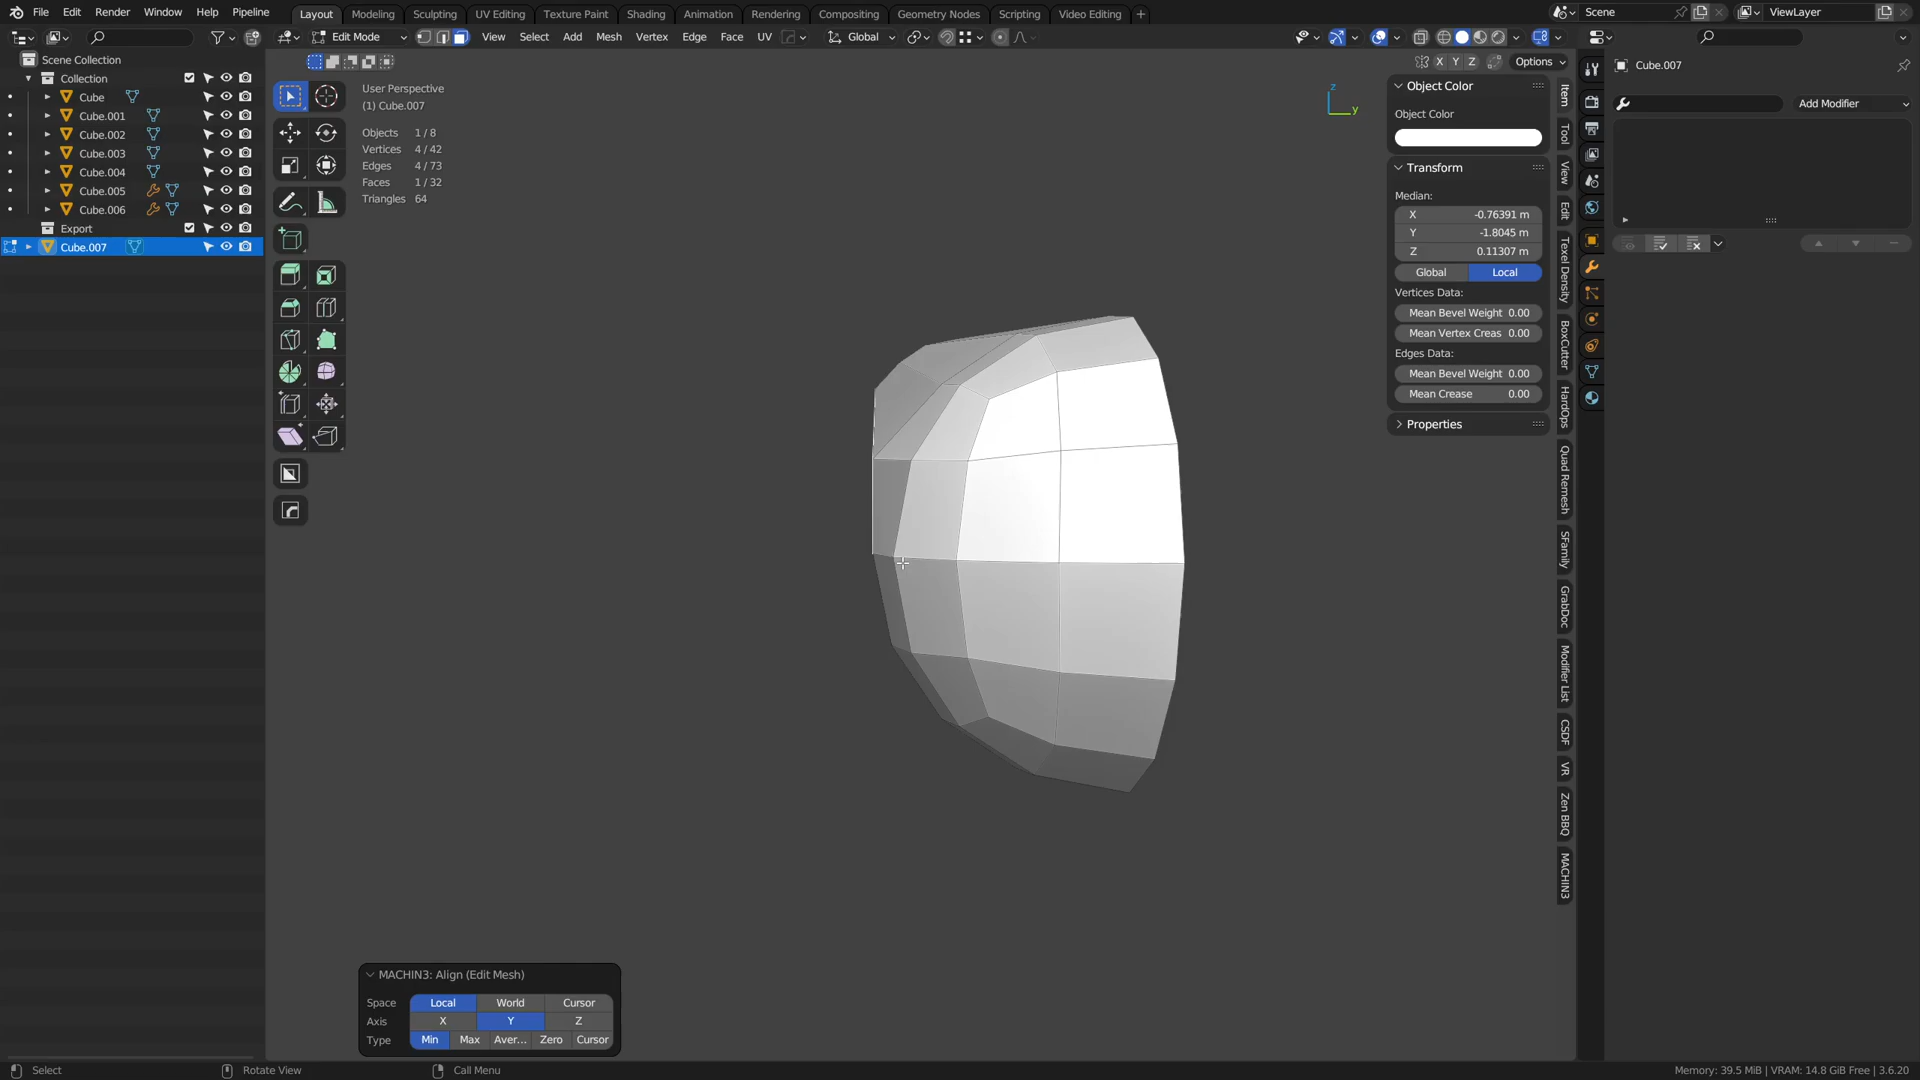 File Edit Render Window Help Pipeline Layout Modeling Sculpting UV Editing Texture Paint Shading Animation Rendering Compositing Geometry Nodes Scripting Video Editing + Scene ViewLayer
Edit Mode View Select Add Mesh Vertex Edge Face UV Global
X Y Z Options
Scene Collection
Collection
Cube
Cube.001
Cube.002
Cube.003
Cube.004
Cube.005
Cube.006
Export
Cube.007
User Perspective
(1) Cube.007
Objects 1 / 8
Vertices 4 / 42
Edges 4 / 73
Faces 1 / 32
Triangles 64
z
y
Object Color
Object Color
Transform
Median:
X -0.76391 m
Y -1.8045 m
Z 0.11307 m
Global Local
Vertices Data:
Mean Bevel Weight 0.00
Mean Vertex Creas 0.00
Edges Data:
Mean Bevel Weight 0.00
Mean Crease 0.00
Properties
Item
Tool
View
Edit
Texel Density
BoxCutter
HardOps
Quad Remesh
SFamily
GrabDoc
Modifier List
CSDF
VR
Zen BBQ
MACHIN3
Cube.007
Add Modifier
MACHIN3: Align (Edit Mesh)
Space Local World Cursor
Axis X Y Z
Type Min Max Aver... Zero Cursor
Select Rotate View Call Menu Memory: 39.5 MiB | VRAM: 14.8 GiB Free | 3.6.20